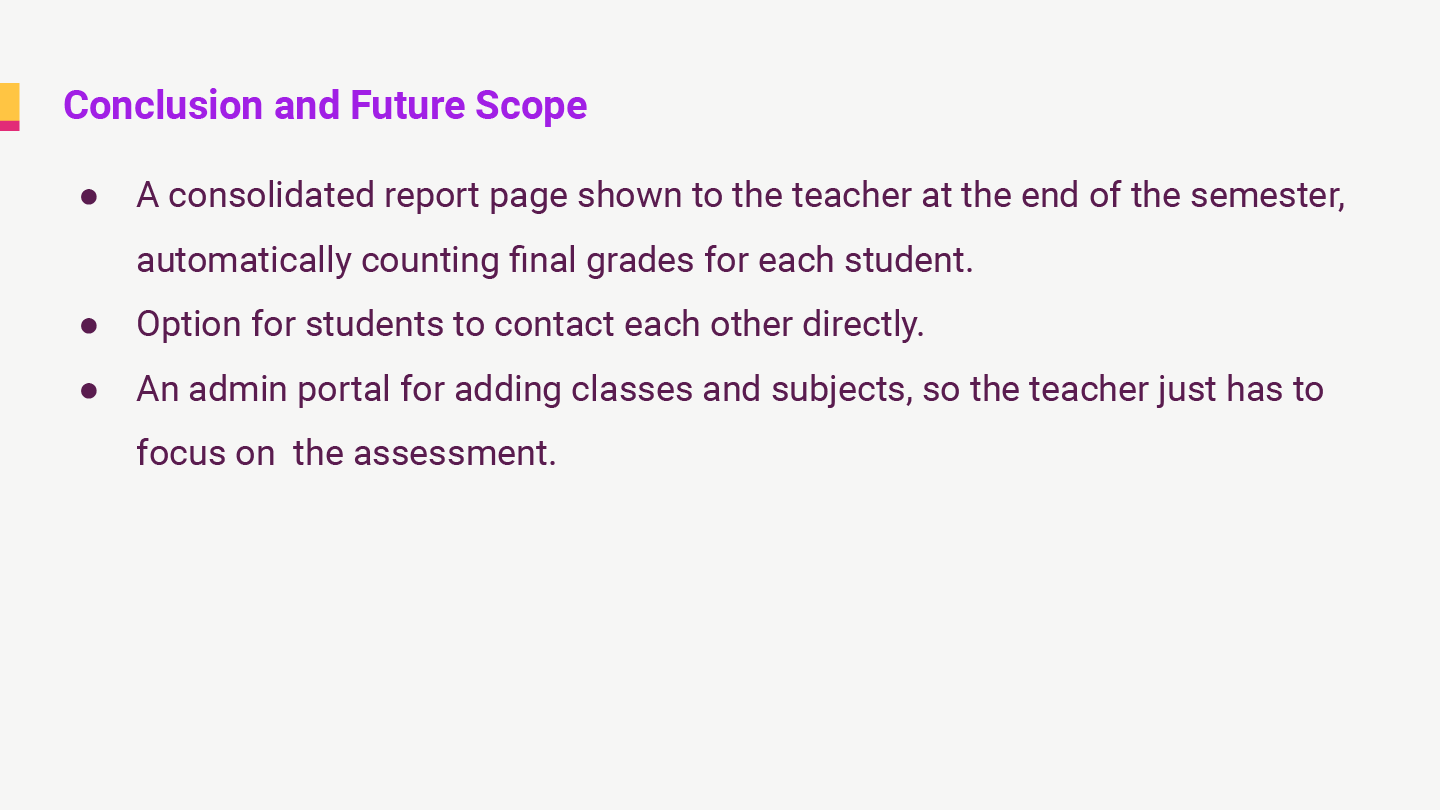 Conclusion and Future Scope
● A consolidated report page shown to the teacher at the end of the semester,
automatically counting final grades for each student.
● Option for students to contact each other directly.
● An admin portal for adding classes and subjects, so the teacher just has to
focus on  the assessment.